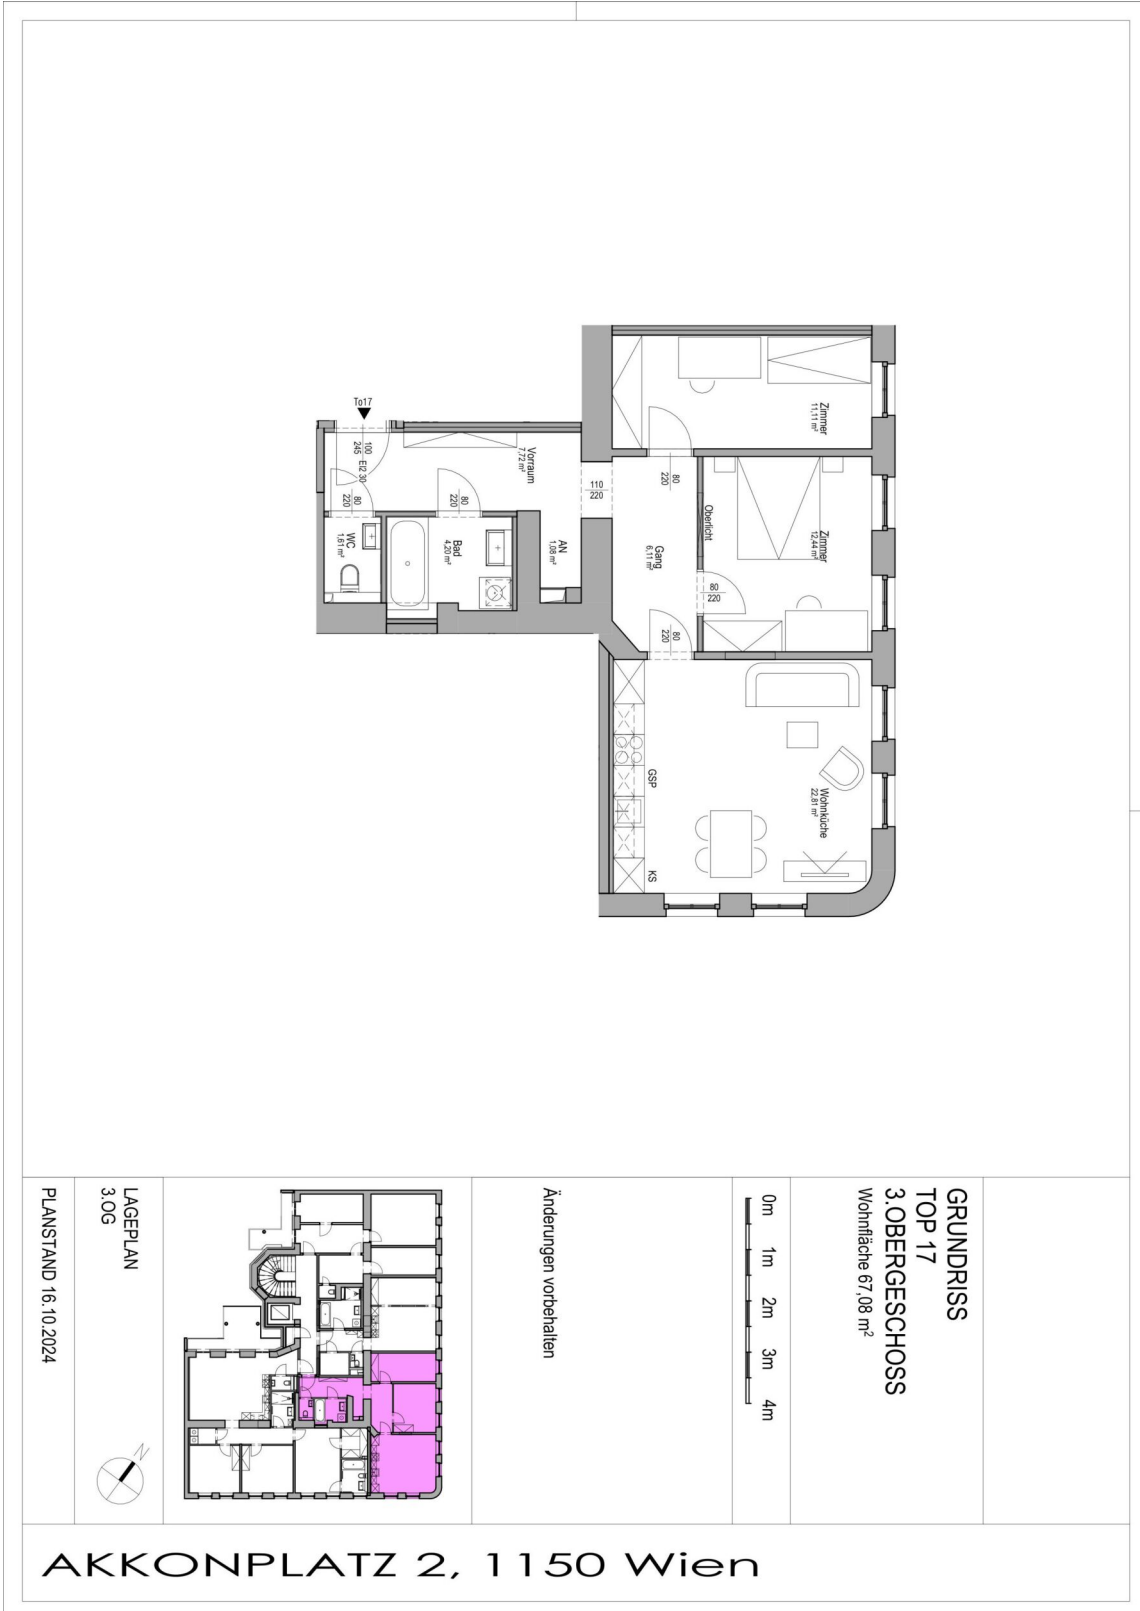 To17
100
245
EI2 30
80
220
WC
1,61 m²
80
220
Bad
4,20 m²
Vorraum
7,72 m²
AN
1,08 m²
110
220
Gang
6,11 m²
80
220
Oberlicht
80
220
80
220
Zimmer
11,11 m²
Zimmer
12,44 m²
Wohnküche
22,81 m²
GSP
KS
GRUNDRISS
TOP 17
3.OBERGESCHOSS
Wohnfläche 67,08 m²
0m 1m 2m 3m 4m
Änderungen vorbehalten
LAGEPLAN
3.OG
N
PLANSTAND 16.10.2024
AKKONPLATZ 2, 1150 Wien